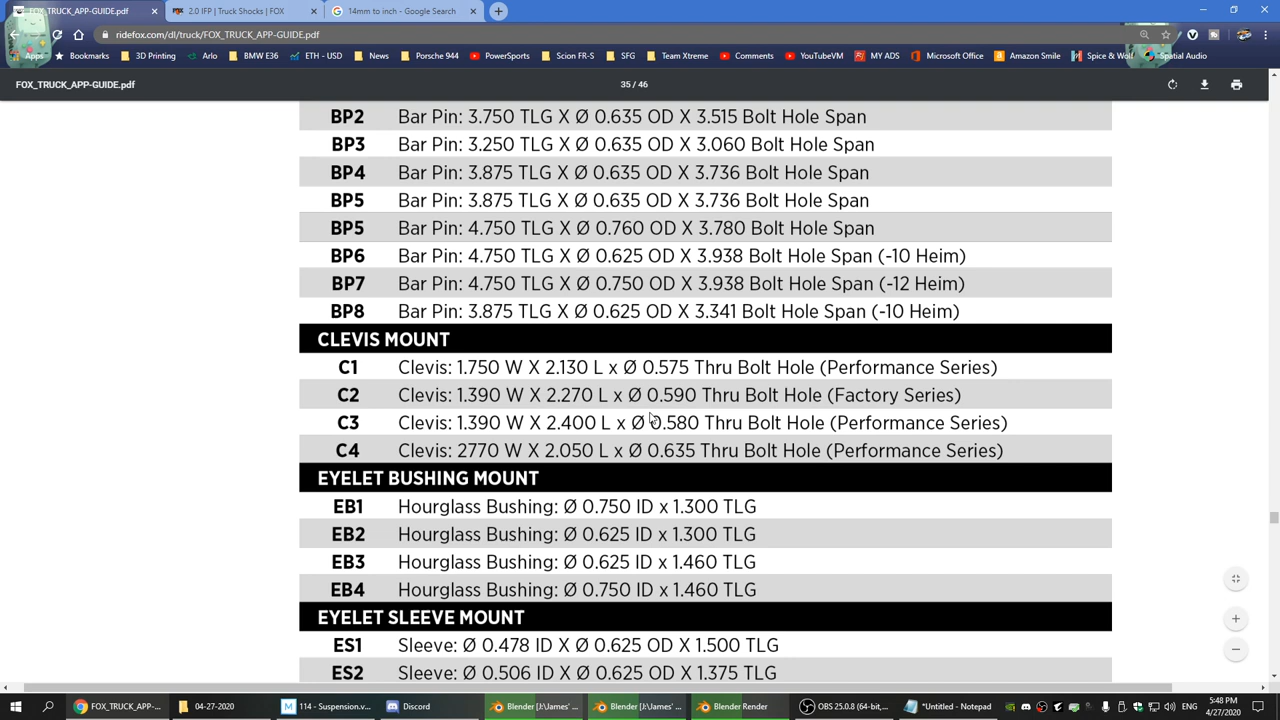 FOX_TRUCK_APP-GUIDE.pdf
2.0 IFP | Truck Shocks | FOX
14mm to inch - Google Search
ridefox.com/dl/truck/FOX_TRUCK_APP-GUIDE.pdf
Apps Bookmarks 3D Printing Arlo BMW E36 ETH - USD News Porsche 944 PowerSports Scion FR-S SFG Team Xtreme Comments YouTubeVM MY ADS Microsoft Office Amazon Smile Spice & Wolf Spatial Audio
FOX_TRUCK_APP-GUIDE.pdf 35 / 46
BP2 Bar Pin: 3.750 TLG X Ø 0.635 OD X 3.515 Bolt Hole Span
BP3 Bar Pin: 3.250 TLG X Ø 0.635 OD X 3.060 Bolt Hole Span
BP4 Bar Pin: 3.875 TLG X Ø 0.635 OD X 3.736 Bolt Hole Span
BP5 Bar Pin: 3.875 TLG X Ø 0.635 OD X 3.736 Bolt Hole Span
BP5 Bar Pin: 4.750 TLG X Ø 0.760 OD X 3.780 Bolt Hole Span
BP6 Bar Pin: 4.750 TLG X Ø 0.625 OD X 3.938 Bolt Hole Span (-10 Heim)
BP7 Bar Pin: 4.750 TLG X Ø 0.750 OD X 3.938 Bolt Hole Span (-12 Heim)
BP8 Bar Pin: 3.875 TLG X Ø 0.625 OD X 3.341 Bolt Hole Span (-10 Heim)
CLEVIS MOUNT
C1 Clevis: 1.750 W X 2.130 L x Ø 0.575 Thru Bolt Hole (Performance Series)
C2 Clevis: 1.390 W X 2.270 L x Ø 0.590 Thru Bolt Hole (Factory Series)
C3 Clevis: 1.390 W X 2.400 L x Ø 0.580 Thru Bolt Hole (Performance Series)
C4 Clevis: 2770 W X 2.050 L x Ø 0.635 Thru Bolt Hole (Performance Series)
EYELET BUSHING MOUNT
EB1 Hourglass Bushing: Ø 0.750 ID x 1.300 TLG
EB2 Hourglass Bushing: Ø 0.625 ID x 1.300 TLG
EB3 Hourglass Bushing: Ø 0.625 ID x 1.460 TLG
EB4 Hourglass Bushing: Ø 0.750 ID x 1.460 TLG
EYELET SLEEVE MOUNT
ES1 Sleeve: Ø 0.478 ID X Ø 0.625 OD X 1.500 TLG
ES2 Sleeve: Ø 0.506 ID X Ø 0.625 OD X 1.375 TLG
FOX_TRUCK_APP-... 04-27-2020 114 - Suspension.v... Discord Blender [J:\James' ... Blender [J:\James' ... Blender Render OBS 25.0.8 (64-bit,... *Untitled - Notepad
5:48 PM
4/27/2020